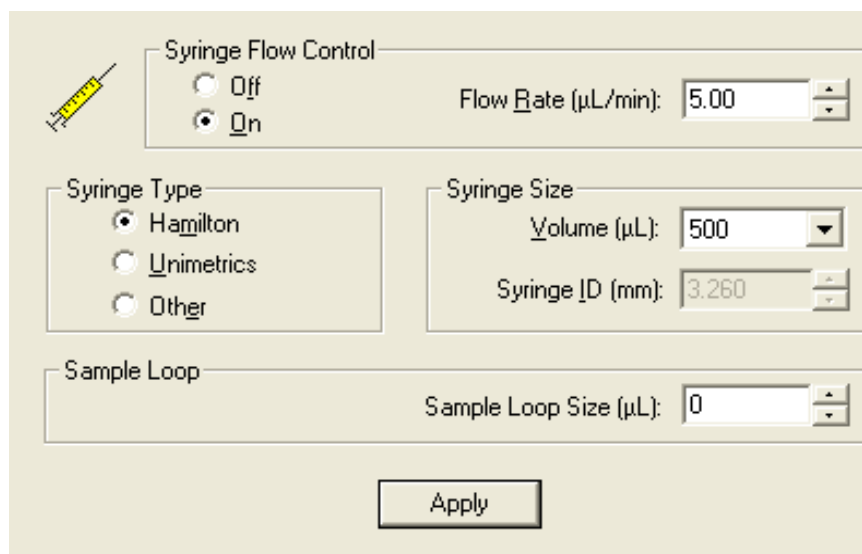 Syringe Flow Control
Off
On
Flow Rate (µL/min): 5.00
Syringe Type
Hamilton
Unimetrics
Other
Syringe Size
Volume (µL): 500
Syringe ID (mm): 3.260
Sample Loop
Sample Loop Size (µL): 0
Apply